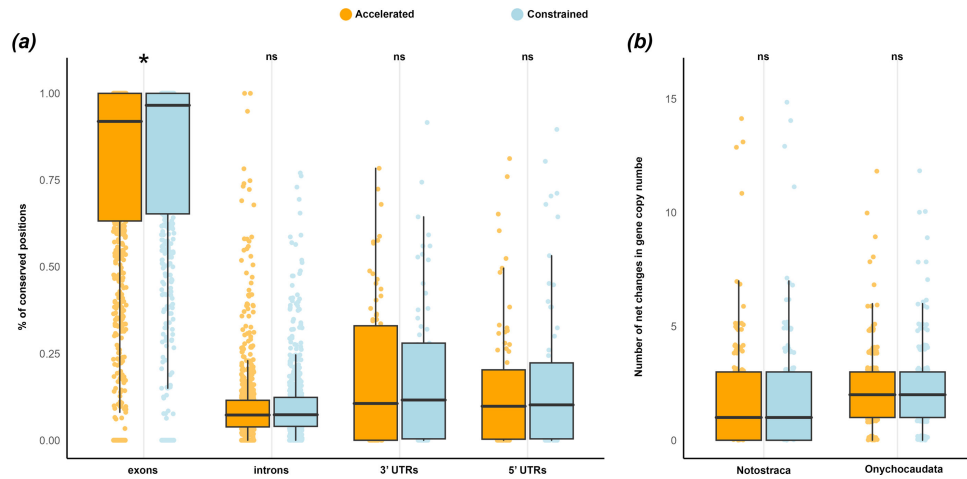 Accelerated
Constrained
(a)
(b)
*
ns
ns
ns
ns
ns
% of conserved positions
1.00
0.75
0.50
0.25
0.00
exons
introns
3' UTRs
5' UTRs
Number of net changes in gene copy numbe
15
10
5
0
Notostraca
Onychocaudata